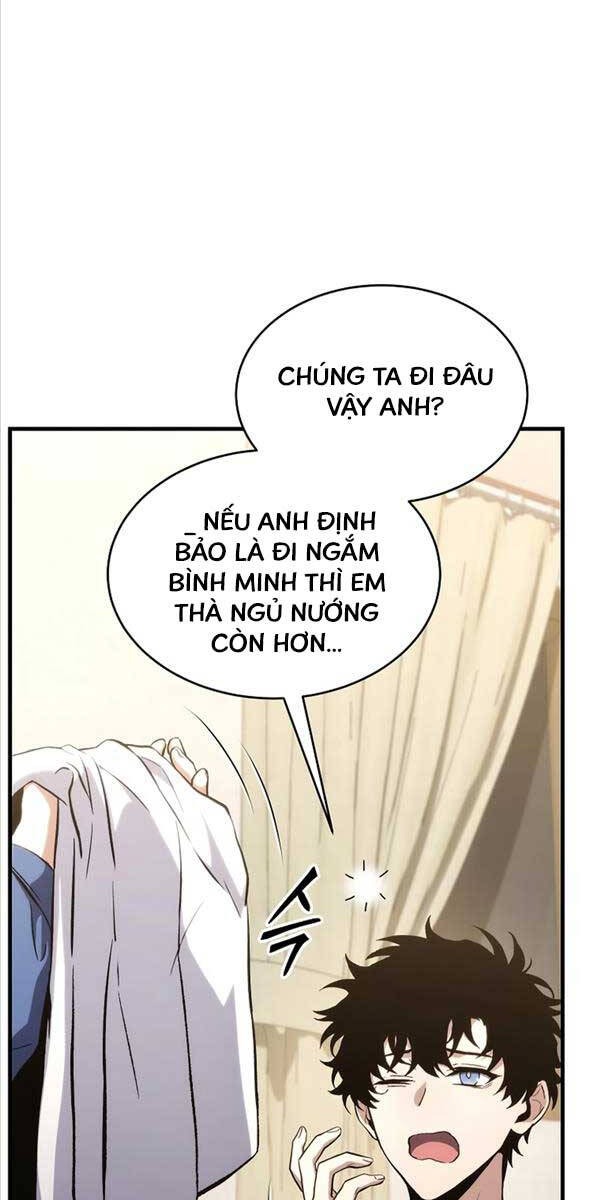 CHÚNG TA ĐI ĐÂU
VẬY ANH?
_ NẾU ANH ĐỊNH
BẢO LÀ ĐI NGẮM
BÌNH MINH THÌ EM
THÀ NGỦ NƯỚNG
CÒN HƠN...